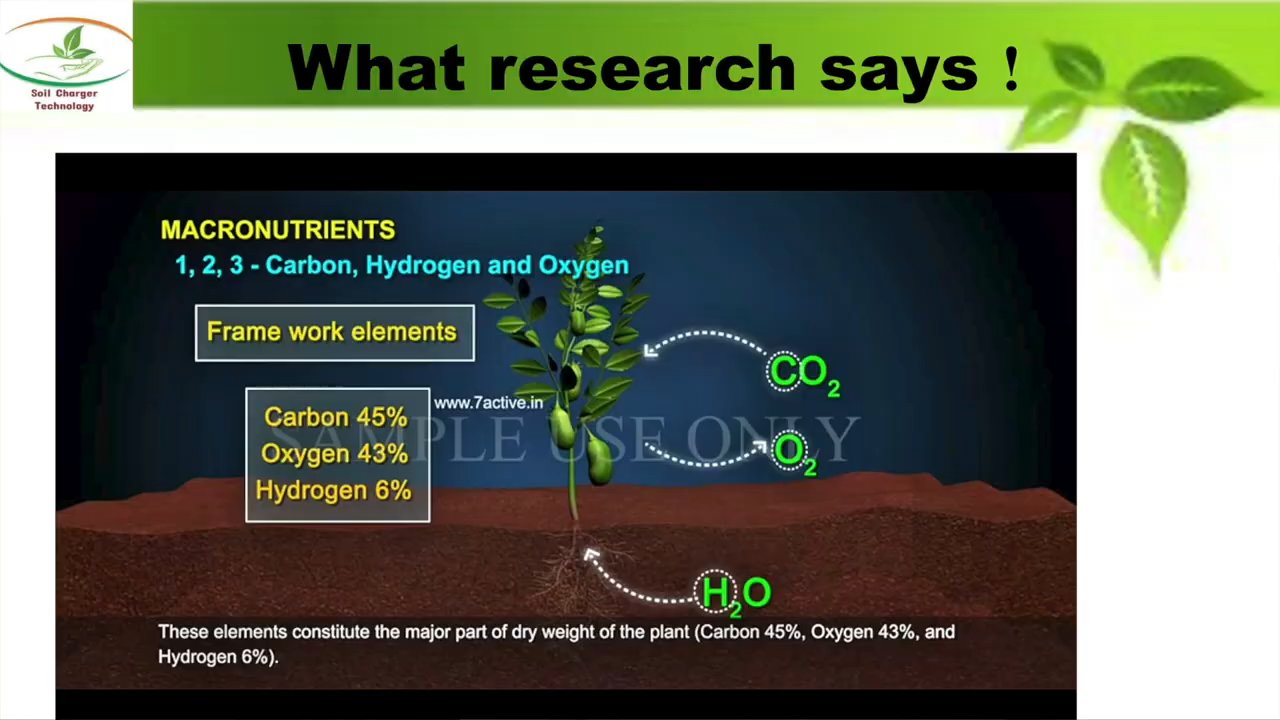 What research says !
Soil Charger
Technology
MACRONUTRIENTS
1, 2, 3 - Carbon, Hydrogen and Oxygen
Frame work elements
CO2
Carbon 45%
Oxygen 43%
Hydrogen 6%
www.7active.in
SAMPLE USE ONLY
O2
H2O
These elements constitute the major part of dry weight of the plant (Carbon 45%, Oxygen 43%, and
Hydrogen 6%).